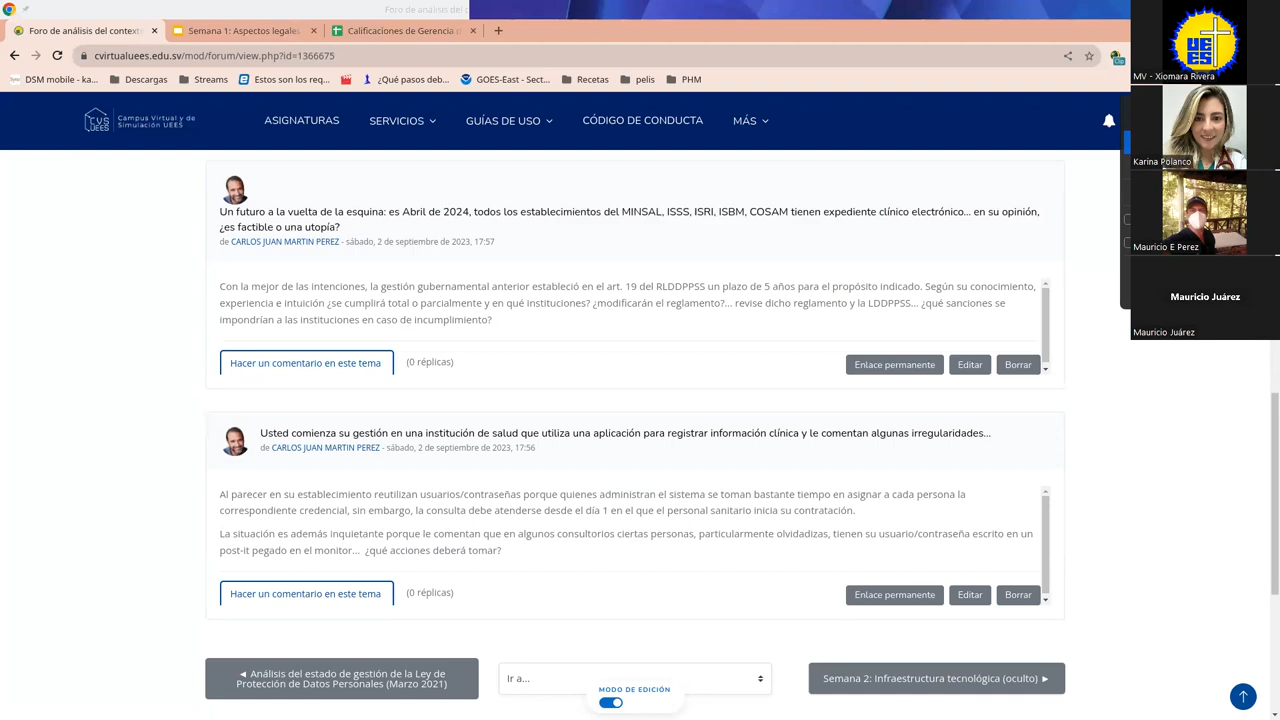 Foro de análisis del c
Foro de análisis del context
Semana 1: Aspectos legales
Calificaciones de Gerencia d
cvirtualuees.edu.sv/mod/forum/view.php?id=1366675
DSM mobile - ka...
Descargas
Streams
Estos son los req...
¿Qué pasos deb...
GOES-East - Sect...
Recetas
pelis
PHM
CVS
UEES
Campus Virtual y de
Simulación UEES
ASIGNATURAS
SERVICIOS
GUÍAS DE USO
CÓDIGO DE CONDUCTA
MÁS
Un futuro a la vuelta de la esquina: es Abril de 2024, todos los establecimientos del MINSAL, ISSS, ISRI, ISBM, COSAM tienen expediente clínico electrónico... en su opinión,
¿es factible o una utopía?
de CARLOS JUAN MARTIN PEREZ - sábado, 2 de septiembre de 2023, 17:57
Con la mejor de las intenciones, la gestión gubernamental anterior estableció en el art. 19 del RLDDPPSS un plazo de 5 años para el propósito indicado. Según su conocimiento,
experiencia e intuición ¿se cumplirá total o parcialmente y en qué instituciones? ¿modificarán el reglamento?... revise dicho reglamento y la LDDPPSS... ¿qué sanciones se
impondrían a las instituciones en caso de incumplimiento?
Hacer un comentario en este tema
(0 réplicas)
Enlace permanente
Editar
Borrar
Usted comienza su gestión en una institución de salud que utiliza una aplicación para registrar información clínica y le comentan algunas irregularidades...
de CARLOS JUAN MARTIN PEREZ - sábado, 2 de septiembre de 2023, 17:56
Al parecer en su establecimiento reutilizan usuarios/contraseñas porque quienes administran el sistema se toman bastante tiempo en asignar a cada persona la
correspondiente credencial, sin embargo, la consulta debe atenderse desde el día 1 en el que el personal sanitario inicia su contratación.
La situación es además inquietante porque le comentan que en algunos consultorios ciertas personas, particularmente olvidadizas, tienen su usuario/contraseña escrito en un
post-it pegado en el monitor... ¿qué acciones deberá tomar?
Hacer un comentario en este tema
(0 réplicas)
Enlace permanente
Editar
Borrar
◄ Análisis del estado de gestión de la Ley de
Protección de Datos Personales (Marzo 2021)
Ir a...
Semana 2: Infraestructura tecnológica (oculto) ►
MODO DE EDICIÓN
UE
ES
MV - Xiomara Rivera
Karina Polanco
Mauricio E Perez
Mauricio Juárez
Mauricio Juárez